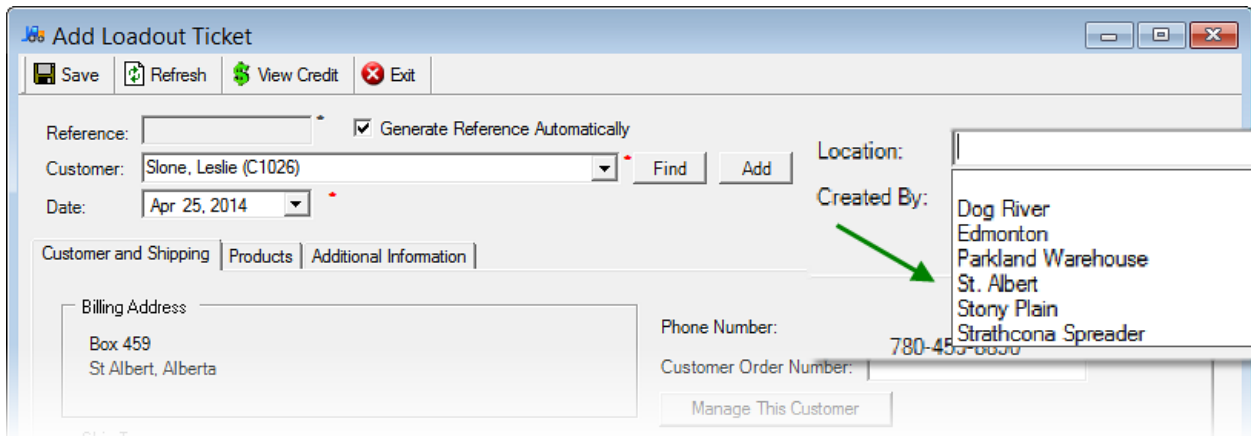 Add Loadout Ticket
Save Refresh View Credit Exit
Reference: * Generate Reference Automatically
Customer: Slone, Leslie (C1026) * Find Add
Date: Apr 25, 2014 *
Location:
Created By:
Dog River
Edmonton
Parkland Warehouse
St. Albert
Stony Plain
Strathcona Spreader
Customer and Shipping Products Additional Information
Billing Address
Box 459
St Albert, Alberta
Phone Number:
Customer Order Number:
Manage This Customer